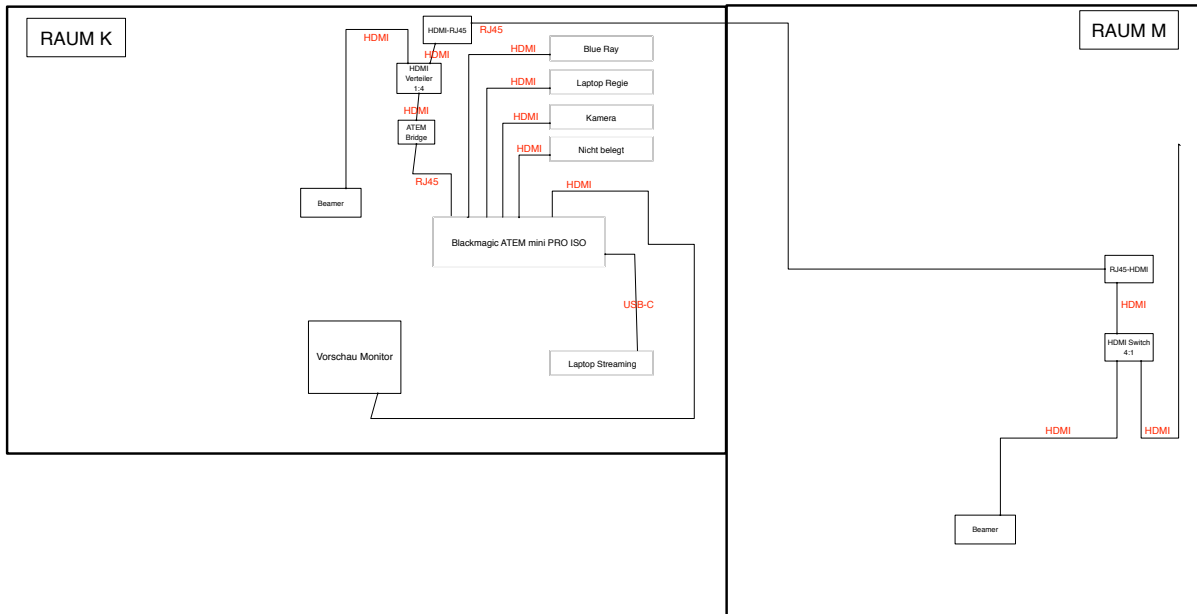 RAUM K
RAUM M
HDMI-RJ45
RJ45
HDMI
HDMI
HDMI
Verteiler
1:4
HDMI
ATEM
Bridge
RJ45
Beamer
HDMI
Blue Ray
HDMI
Laptop Regie
HDMI
Kamera
HDMI
Nicht belegt
HDMI
Blackmagic ATEM mini PRO ISO
USB-C
Vorschau Monitor
Laptop Streaming
RJ45-HDMI
HDMI
HDMI Switch
4:1
HDMI
HDMI
Beamer